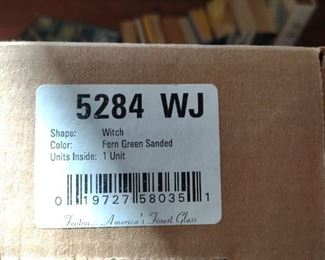 5284 WJ
Shape: Witch
Color: Fern Green Sanded
Units Inside: 1 Unit
0 19727 58035 1
Fenton... America's Finest Glass